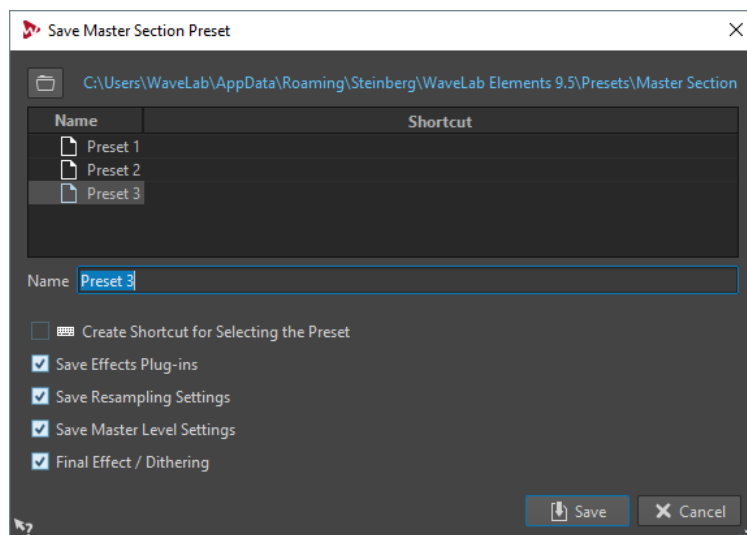 Save Master Section Preset
C:\Users\WaveLab\AppData\Roaming\Steinberg\WaveLab Elements 9.5\Presets\Master Section
Name Shortcut
Preset 1
Preset 2
Preset 3
Name Preset 3
Create Shortcut for Selecting the Preset
Save Effects Plug-ins
Save Resampling Settings
Save Master Level Settings
Final Effect / Dithering
Save Cancel